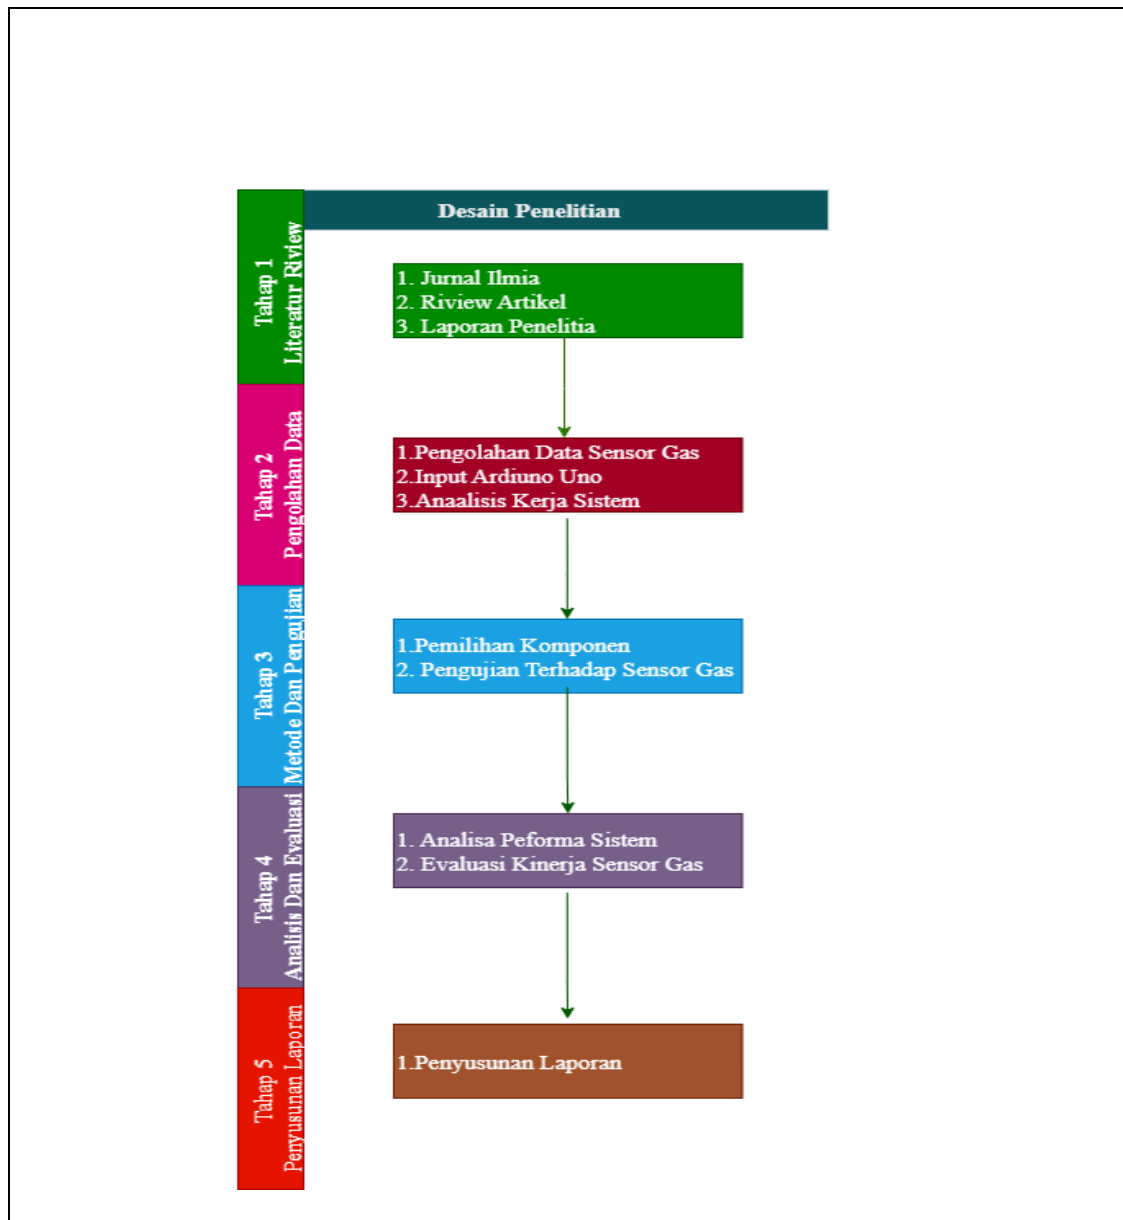 Desain Penelitian
Tahap 1
Literatur Riview
1. Jurnal Ilmia
2. Riview Artikel
3. Laporan Penelitia
Tahap 2
Pengolahan Data
1.Pengolahan Data Sensor Gas
2.Input Ardiuno Uno
3.Anaalisis Kerja Sistem
Tahap 3
Metode Dan Pengujian
1.Pemilihan Komponen
2. Pengujian Terhadap Sensor Gas
Tahap 4
Analisis Dan Evaluasi
1. Analisa Peforma Sistem
2. Evaluasi Kinerja Sensor Gas
Tahap 5
Penyusunan Laporan
1.Penyusunan Laporan